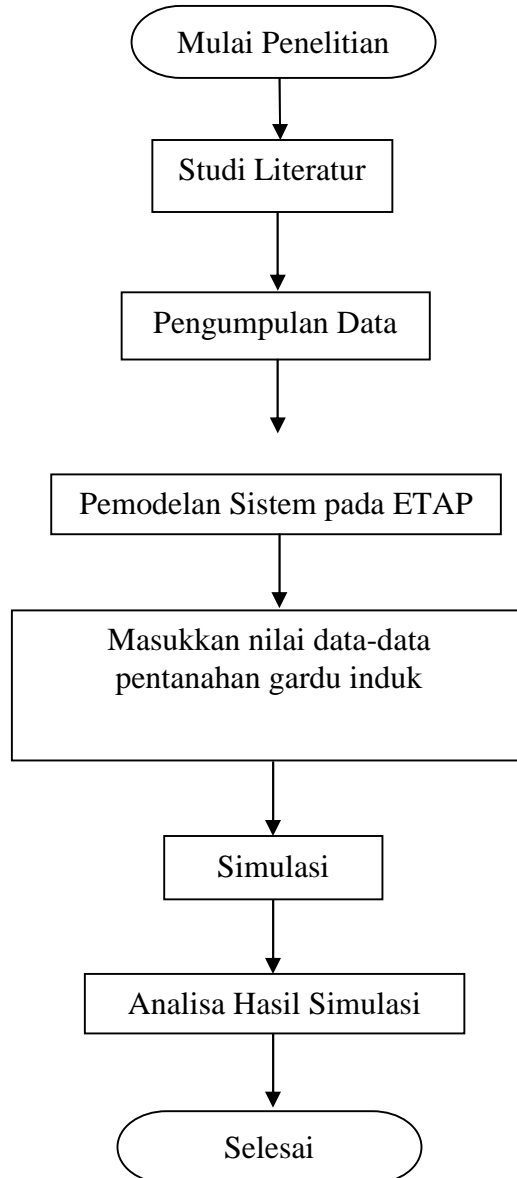 Mulai Penelitian
Studi Literatur
Pengumpulan Data
Pemodelan Sistem pada ETAP
Masukkan nilai data-data
pentanahan gardu induk
Simulasi
Analisa Hasil Simulasi
Selesai